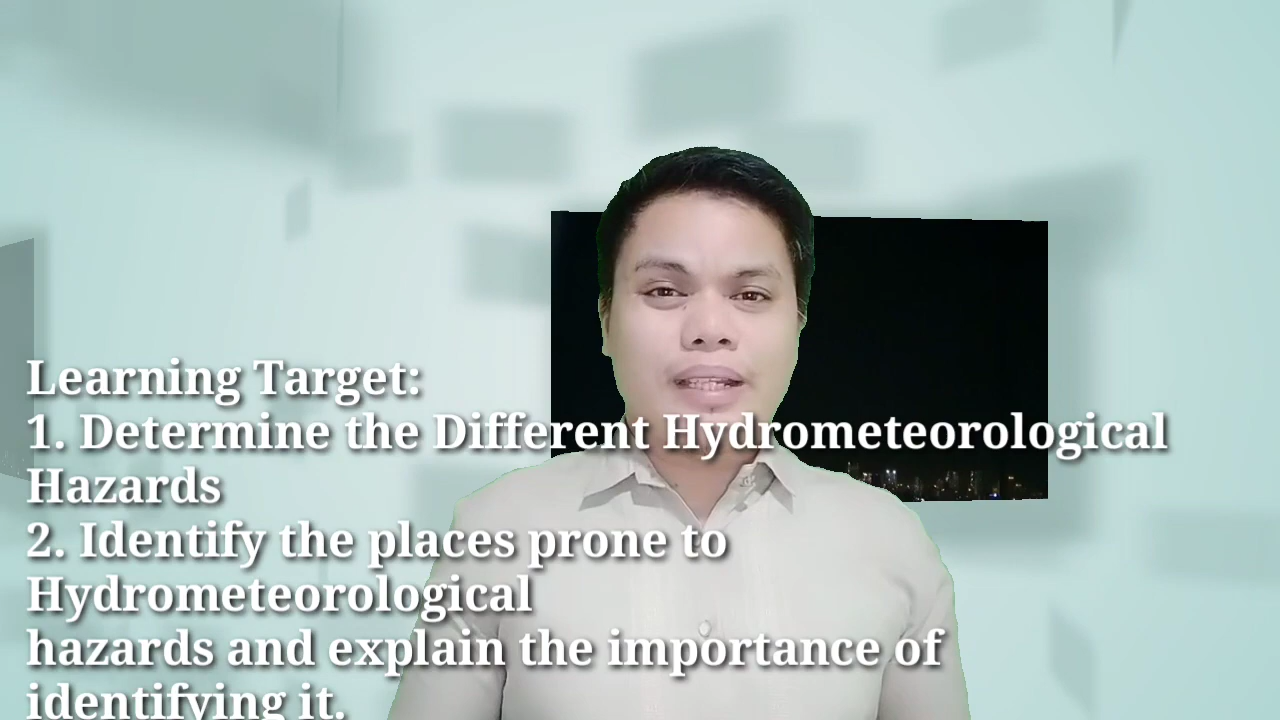 Learning Target:
1. Determine the Different Hydrometeorological
Hazards
2. Identify the places prone to
Hydrometeorological
hazards and explain the importance of
identifying it.